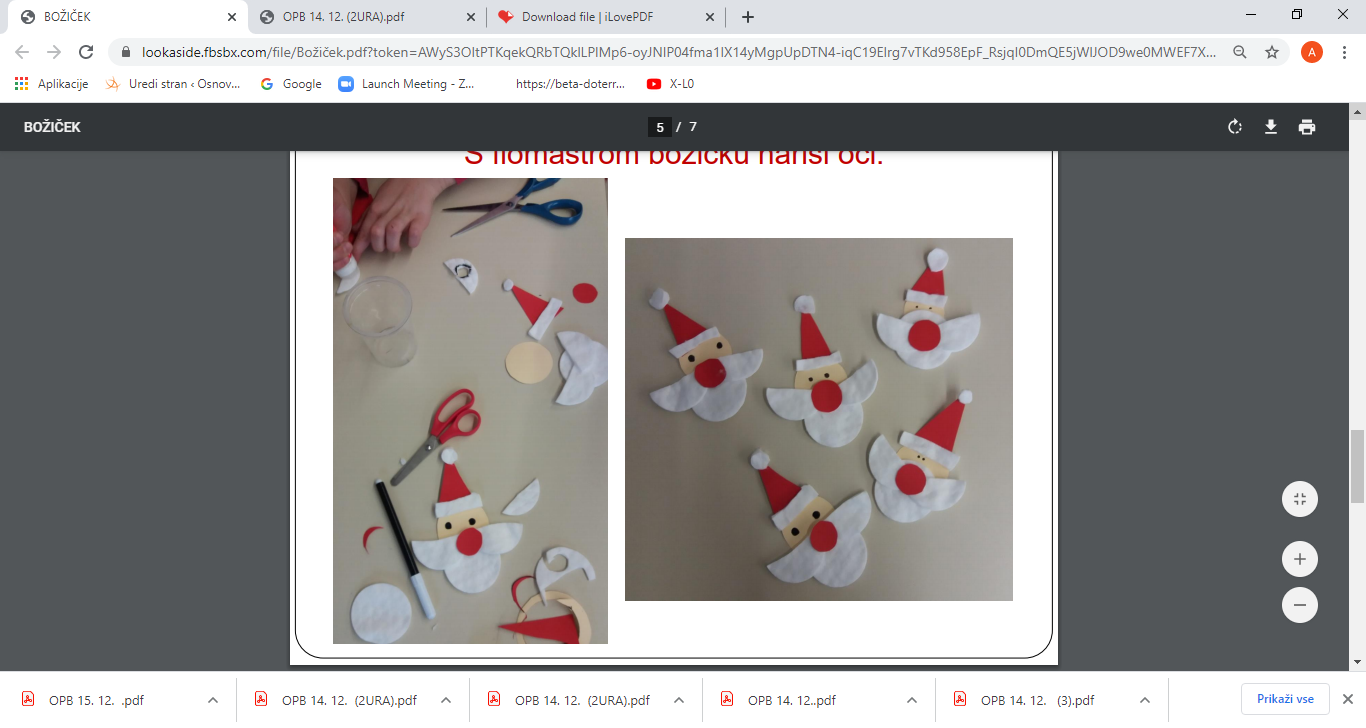 BOŽIČEK
OPB 14. 12. (2URA).pdf
Download file | iLovePDF
lookaside.fbsbx.com/file/Božiček.pdf?token=
Aplikacije
Uredi stran ‹ Osnov...
Google
Launch Meeting - Z...
https://beta-doterr...
X-L0
A
BOŽIČEK
5 / 7
S flomastrom božičku nariši oči.
OPB 15. 12. .pdf
OPB 14. 12. (2URA).pdf
OPB 14. 12. (2URA).pdf
OPB 14. 12..pdf
OPB 14. 12. (3).pdf
Prikaži vse